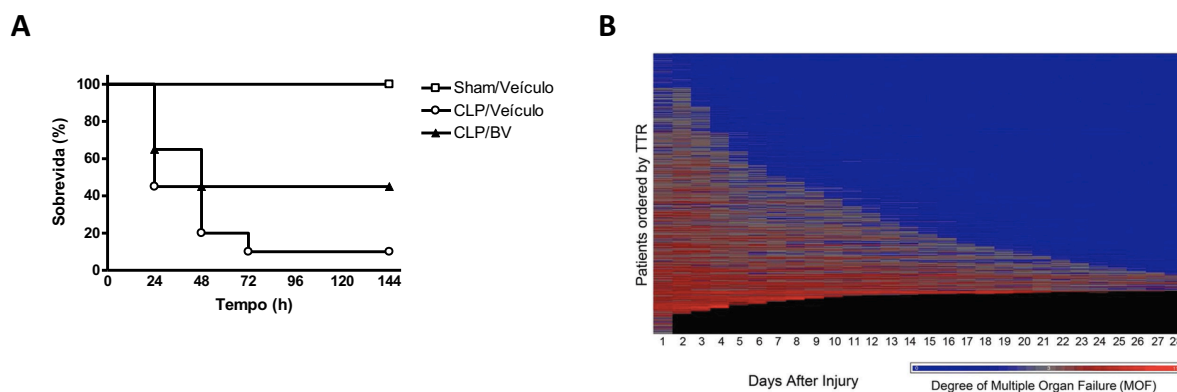 A
B
100
80
60
40
20
0
Sobrevida (%)
0 24 48 72 96 120 144
Tempo (h)
Sham/Veículo
CLP/Veículo
CLP/BV
Patients ordered by TTR
1 2 3 4 5 6 7 8 9 10 11 12 13 14 15 16 17 18 19 20 21 22 23 24 25 26 27 28
Days After Injury
Degree of Multiple Organ Failure (MOF)